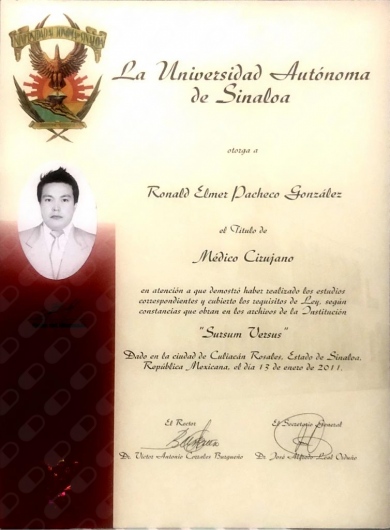 La Universidad Autónoma
de Sinaloa
otorga a
Ronald Elmer Pacheco González
el Título de
Médico Cirujano
en atención a que demostró haber realizado los estudios
correspondientes y cubierto los requisitos de Ley, según
constancias que obran en los archivos de la Institución
"Sursum Versus"
Dado en la ciudad de Culiacán Rosales, Estado de Sinaloa,
República Mexicana, el día 13 de enero de 2011.
El Rector
El Secretario General
Dr. Víctor Antonio Corrales Burgueño
Dr. José Alfredo Leal Orduño